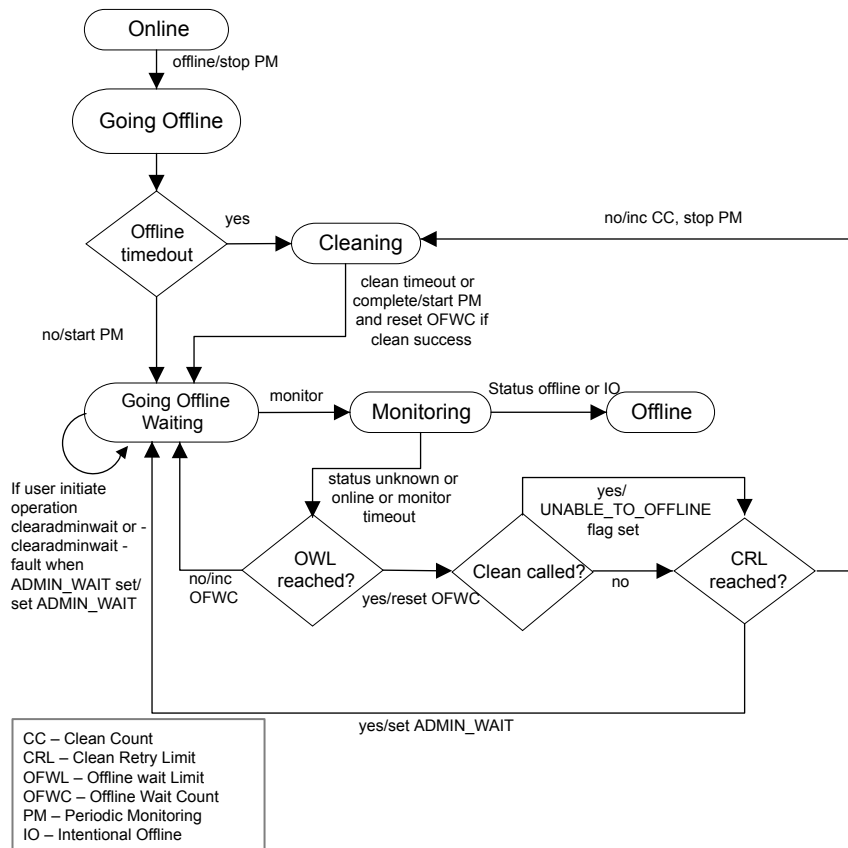 Online
offline/stop PM
Going Offline
Offline
timedout
yes
Cleaning
no/inc CC, stop PM
clean timeout or
complete/start PM
and reset OFWC if
clean success
no/start PM
Going Offline
Waiting
monitor
Monitoring
Status offline or IO
Offline
If user initiate
operation
clearadminwait or -
clearadminwait -
fault when
ADMIN_WAIT set/
set ADMIN_WAIT
status unknown or
online or monitor
timeout
yes/
UNABLE_TO_OFFLINE
flag set
no/inc
OFWC
OWL
reached?
yes/reset OFWC
Clean called?
no
CRL
reached?
yes/set ADMIN_WAIT
CC – Clean Count
CRL – Clean Retry Limit
OFWL – Offline wait Limit
OFWC – Offline Wait Count
PM – Periodic Monitoring
IO – Intentional Offline